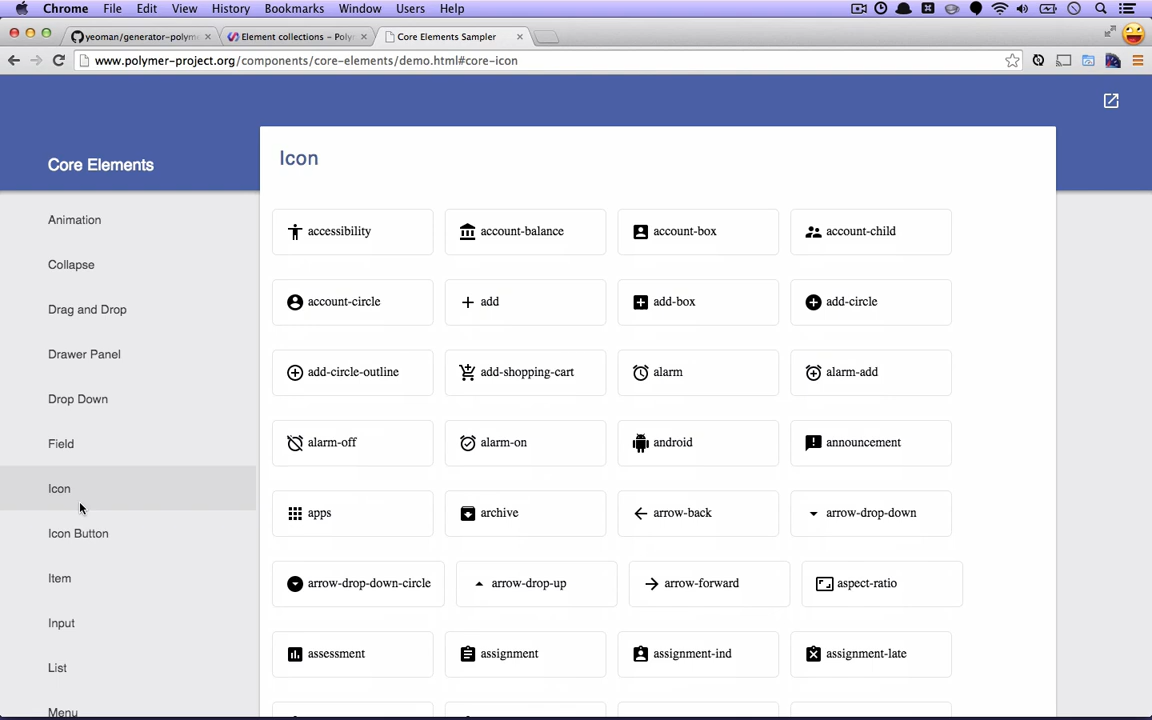 Chrome File Edit View History Bookmarks Window Users Help
yeoman/generator-polym
Element collections – Poly
Core Elements Sampler
www.polymer-project.org/components/core-elements/demo.html#core-icon
Core Elements
Animation
Collapse
Drag and Drop
Drawer Panel
Drop Down
Field
Icon
Icon Button
Item
Input
List
Menu
Icon
accessibility account-balance account-box account-child
account-circle add add-box add-circle
add-circle-outline add-shopping-cart alarm alarm-add
alarm-off alarm-on android announcement
apps archive arrow-back arrow-drop-down
arrow-drop-down-circle arrow-drop-up arrow-forward aspect-ratio
assessment assignment assignment-ind assignment-late